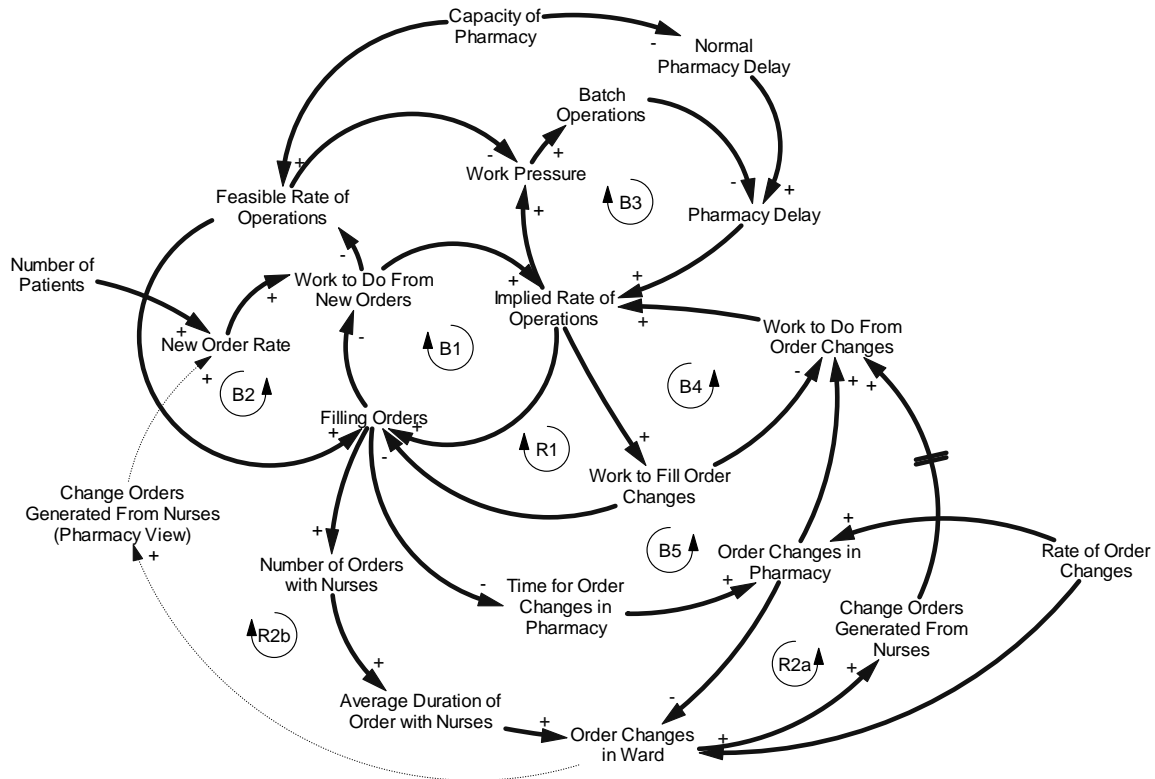 Capacity of
Pharmacy
-
Normal
Pharmacy Delay
Batch
Operations
+
-
+
Work Pressure
-
+
Feasible Rate of
Operations
+
B3
Pharmacy Delay
Number of
Patients
-
Work to Do From
New Orders
+
+
Implied Rate of
Operations
+
+
Work to Do From
Order Changes
+
New Order Rate
+
-
B1
-
+
+
B2
B4
Filling Orders
+
+
-
R1
+
Work to Fill Order
Changes
Change Orders
Generated From Nurses
(Pharmacy View)
+
+
B5
+
Order Changes in
Pharmacy
Rate of Order
Changes
Number of Orders
with Nurses
-
Time for Order
Changes in
Pharmacy
+
Change Orders
Generated From
Nurses
R2b
+
R2a
+
Average Duration of
Order with Nurses
-
+
Order Changes
in Ward
+